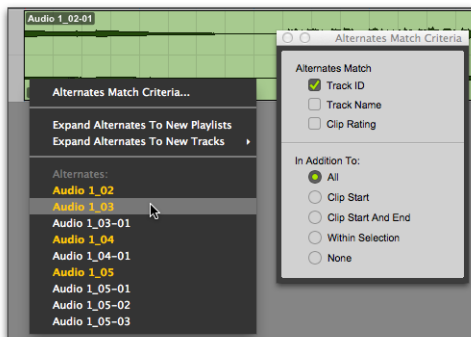 Audio 1_02-01
Alternates Match Criteria...
Expand Alternates To New Playlists
Expand Alternates To New Tracks
Alternates:
Audio 1_02
Audio 1_03
Audio 1_03-01
Audio 1_04
Audio 1_04-01
Audio 1_05
Audio 1_05-01
Audio 1_05-02
Audio 1_05-03
Alternates Match Criteria
Alternates Match
Track ID
Track Name
Clip Rating
In Addition To:
All
Clip Start
Clip Start And End
Within Selection
None